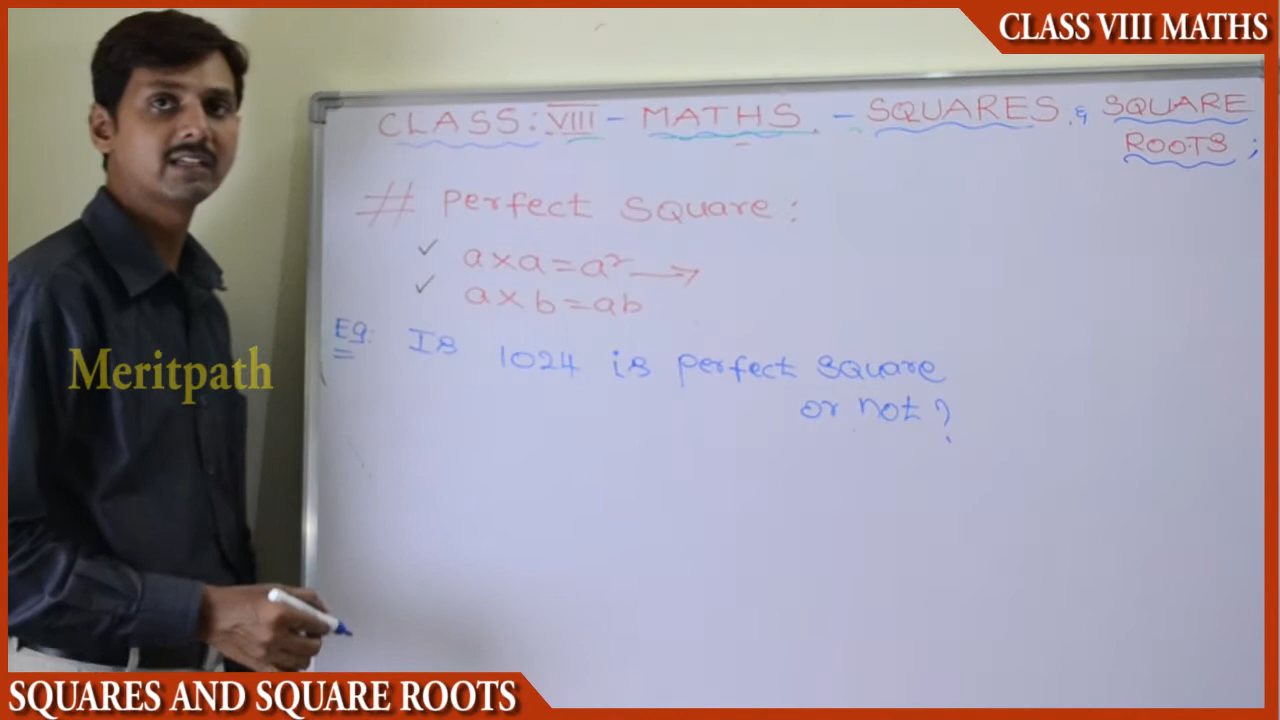 CLASS VIII MATHS
CLASS: VIII - MATHS - SQUARES & SQUARE
ROOTS;
# Perfect Square:
✓ a×a=a²→
✓ a×b=ab
Eg: Is 1024 is perfect square
or not?
Meritpath
SQUARES AND SQUARE ROOTS